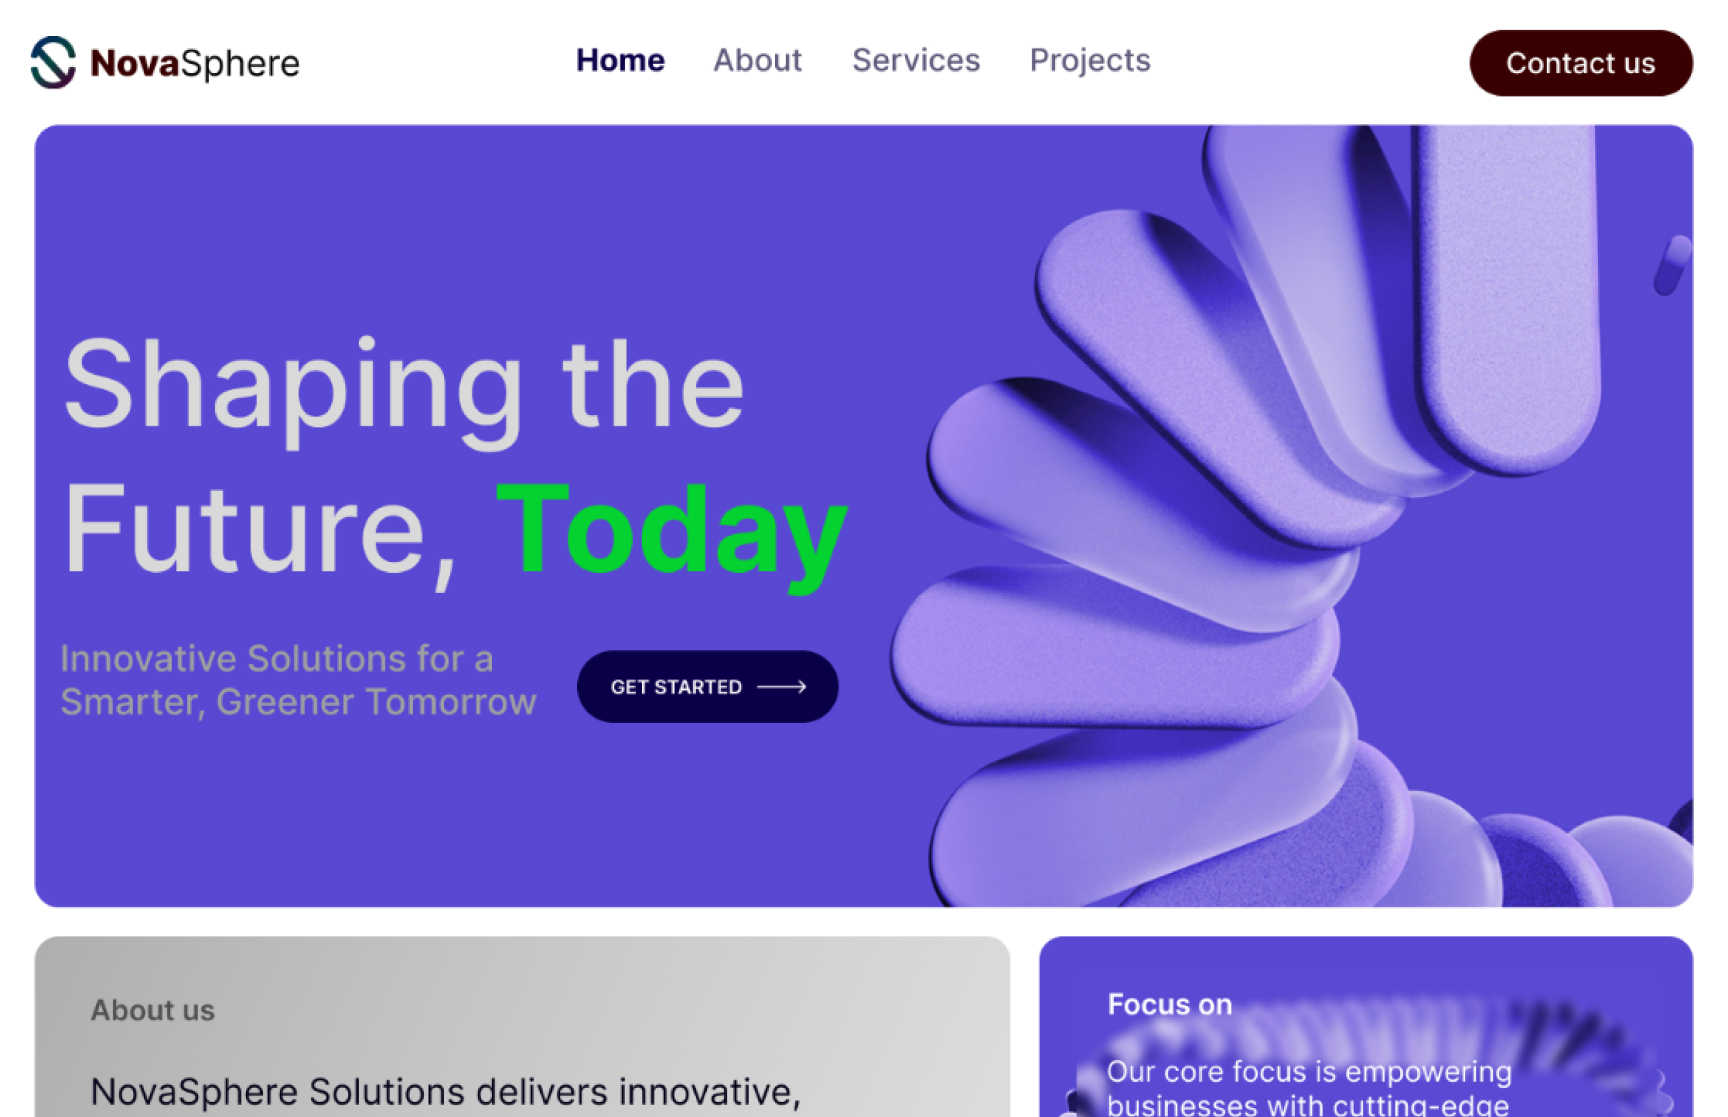 NovaSphere
Home
About
Services
Projects
Contact us
Shaping the
Future, Today
Innovative Solutions for a
Smarter, Greener Tomorrow
GET STARTED
About us
NovaSphere Solutions delivers innovative,
Focus on
Our core focus is empowering
businesses with cutting-edge